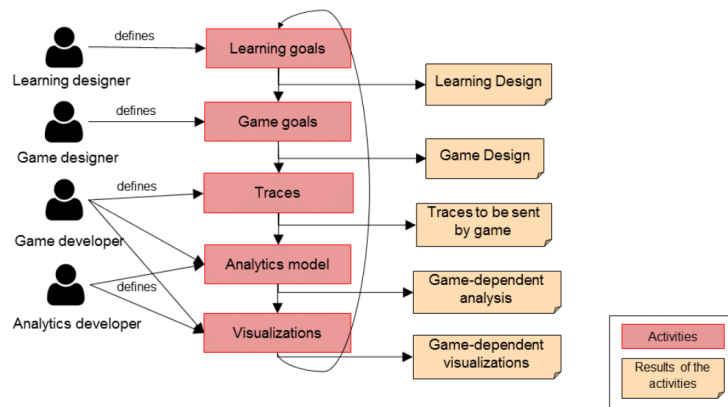 defines
Learning goals
Learning designer
Learning Design
defines
Game goals
Game designer
Game Design
defines
Traces
Game developer
Traces to be sent
by game
defines
Analytics model
Analytics developer
Game-dependent
analysis
Visualizations
Game-dependent
visualizations
Activities
Results of the
activities